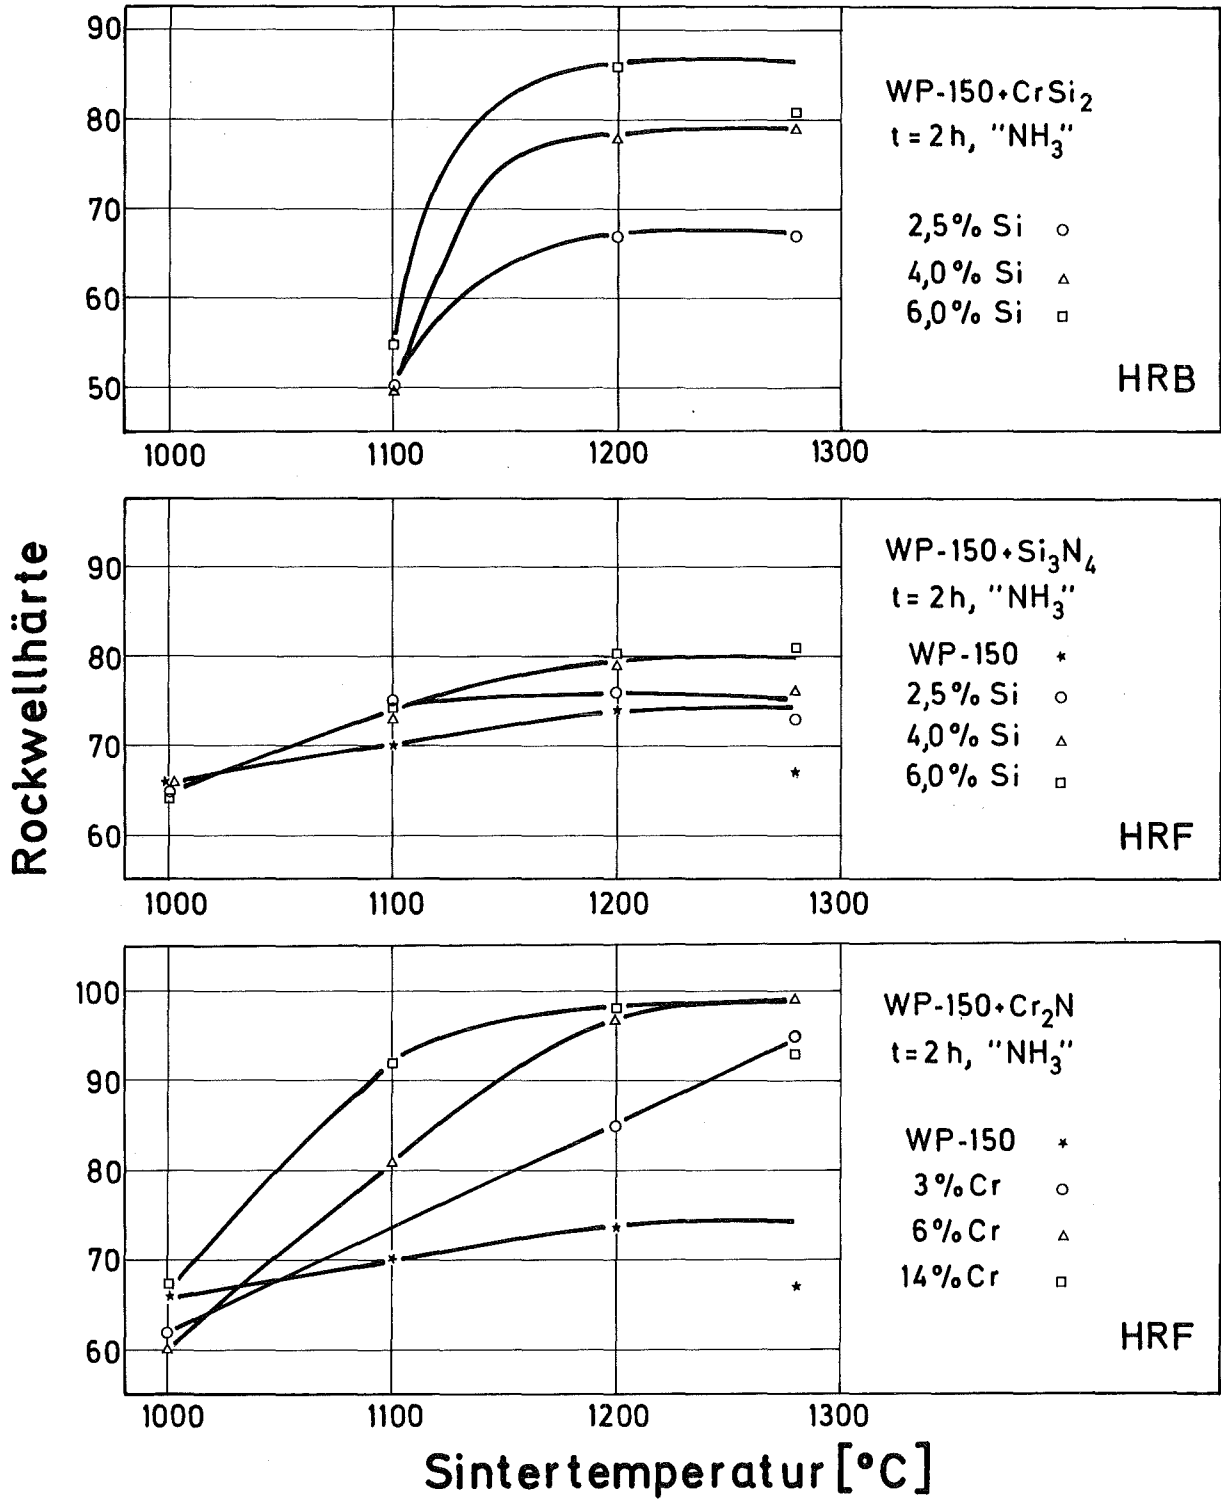 Rockwellhärte
90
80
70
60
50
1000 1100 1200 1300
WP-150+CrSi₂
t = 2 h, "NH₃"
2,5% Si ○
4,0% Si △
6,0% Si □
HRB
90
80
70
60
1000 1100 1200 1300
WP-150+Si₃N₄
t = 2 h, "NH₃"
WP-150 ★
2,5% Si ○
4,0% Si △
6,0% Si □
HRF
100
90
80
70
60
1000 1100 1200 1300
WP-150+Cr₂N
t = 2 h, "NH₃"
WP-150 ★
3% Cr ○
6% Cr △
14% Cr □
HRF
Sintertemperatur [°C]